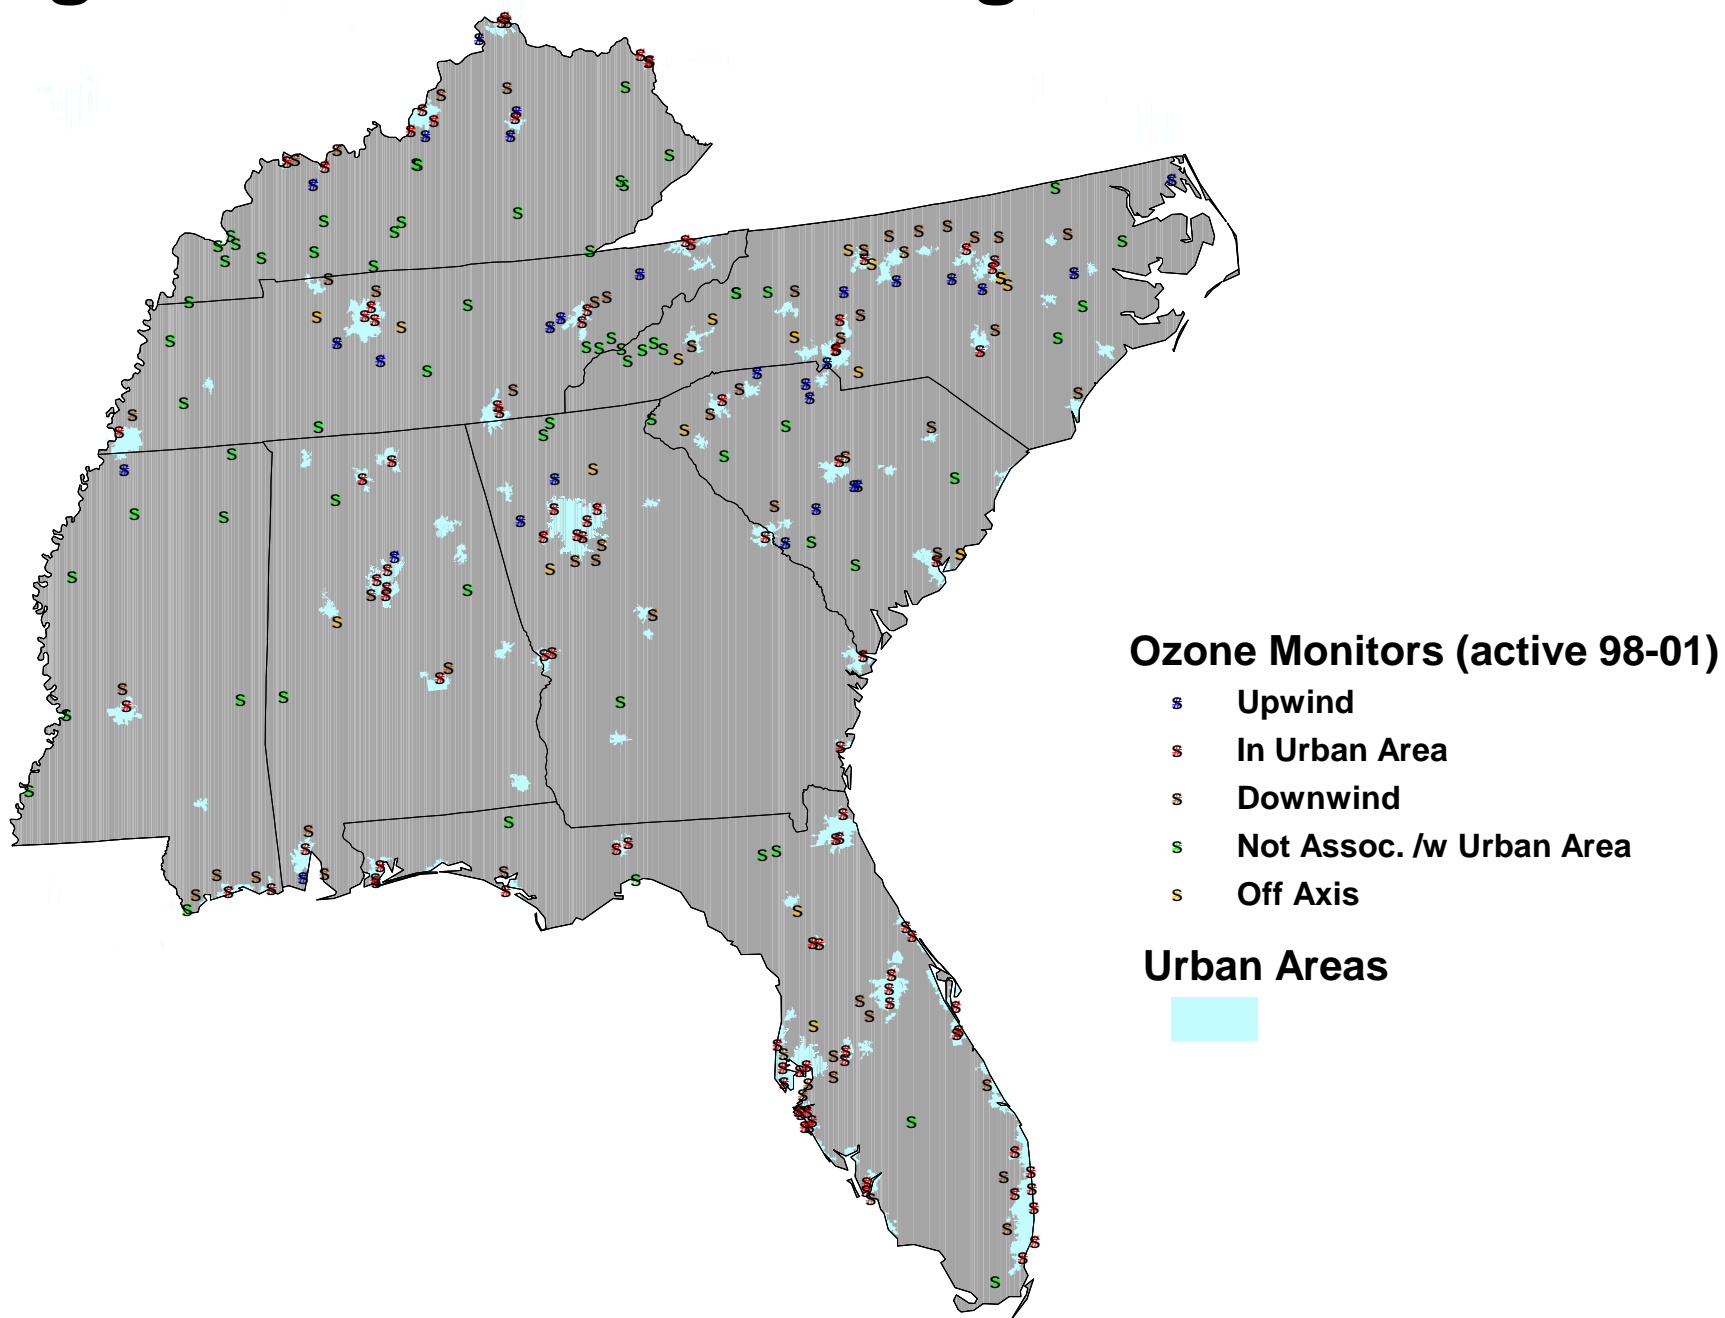 Ozone Monitors (active 98-01)
Upwind
In Urban Area
Downwind
Not Assoc. /w Urban Area
Off Axis
Urban Areas